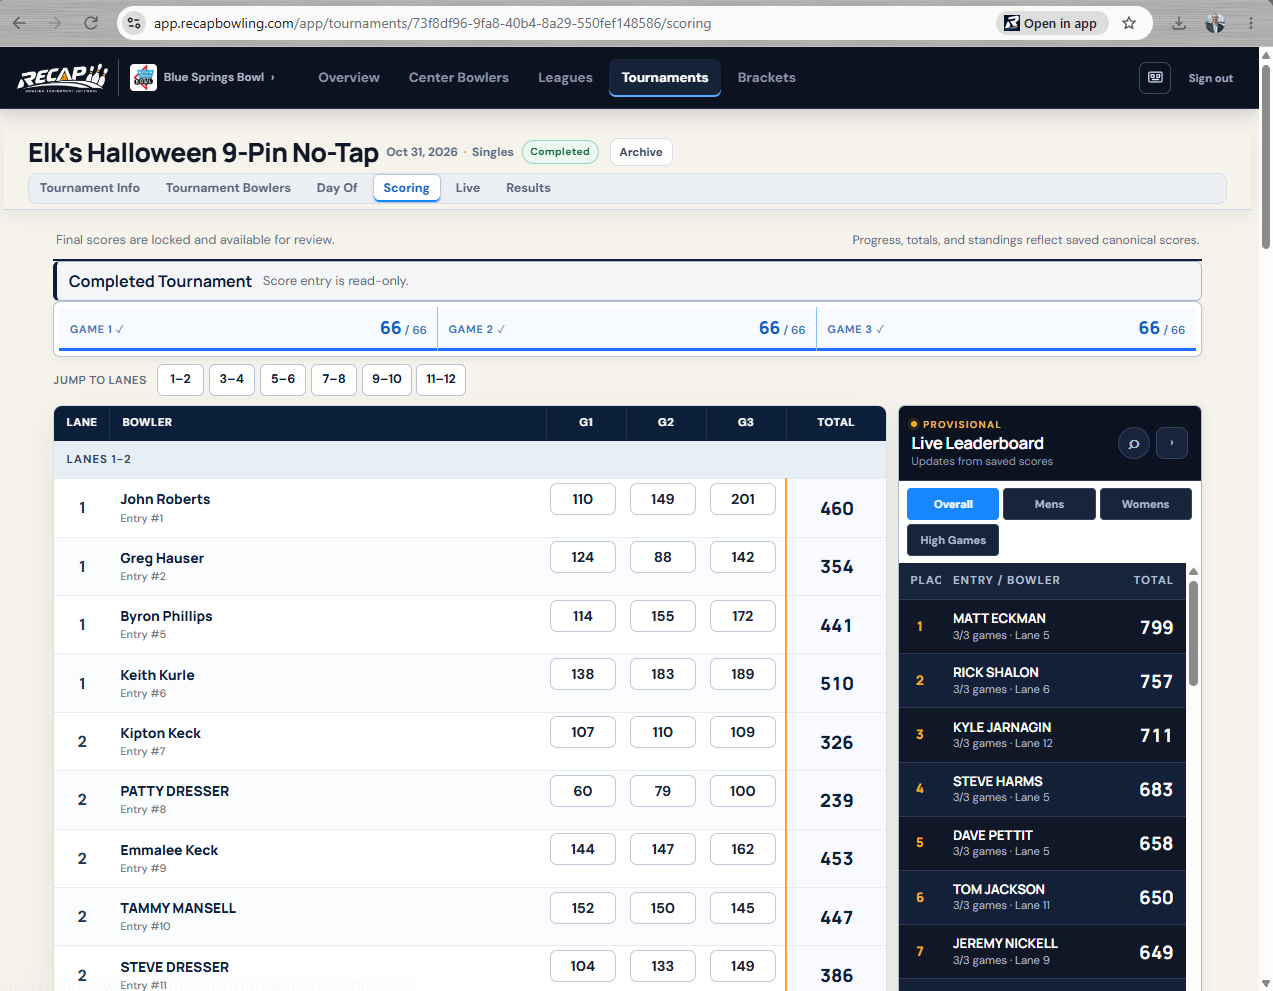 app.recapbowling.com/app/tournaments/73f8df96-9fa8-40b4-8a29-550fef148586/scoring
Open in app
RECAP
Blue Springs Bowl ›
Overview
Center Bowlers
Leagues
Tournaments
Brackets
Sign out
Elk's Halloween 9-Pin No-Tap
Oct 31, 2026 · Singles
Completed
Archive
Tournament Info
Tournament Bowlers
Day Of
Scoring
Live
Results
Final scores are locked and available for review.
Progress, totals, and standings reflect saved canonical scores.
Completed Tournament
Score entry is read-only.
GAME 1 ✓ 66 / 66
GAME 2 ✓ 66 / 66
GAME 3 ✓ 66 / 66
JUMP TO LANES 1–2 3–4 5–6 7–8 9–10 11–12
LANE BOWLER G1 G2 G3 TOTAL
LANES 1–2
1 John Roberts 110 149 201 460
Entry #1
1 Greg Hauser 124 88 142 354
Entry #2
1 Byron Phillips 114 155 172 441
Entry #5
1 Keith Kurle 138 183 189 510
Entry #6
2 Kipton Keck 107 110 109 326
Entry #7
2 PATTY DRESSER 60 79 100 239
Entry #8
2 Emmalee Keck 144 147 162 453
Entry #9
2 TAMMY MANSELL 152 150 145 447
Entry #10
2 STEVE DRESSER 104 133 149 386
Entry #11
PROVISIONAL
Live Leaderboard
Updates from saved scores
Overall
Mens
Womens
High Games
PLAC ENTRY / BOWLER TOTAL
1 MATT ECKMAN 799
3/3 games · Lane 5
2 RICK SHALON 757
3/3 games · Lane 6
3 KYLE JARNAGIN 711
3/3 games · Lane 12
4 STEVE HARMS 683
3/3 games · Lane 5
5 DAVE PETTIT 658
3/3 games · Lane 5
6 TOM JACKSON 650
3/3 games · Lane 11
7 JEREMY NICKELL 649
3/3 games · Lane 9